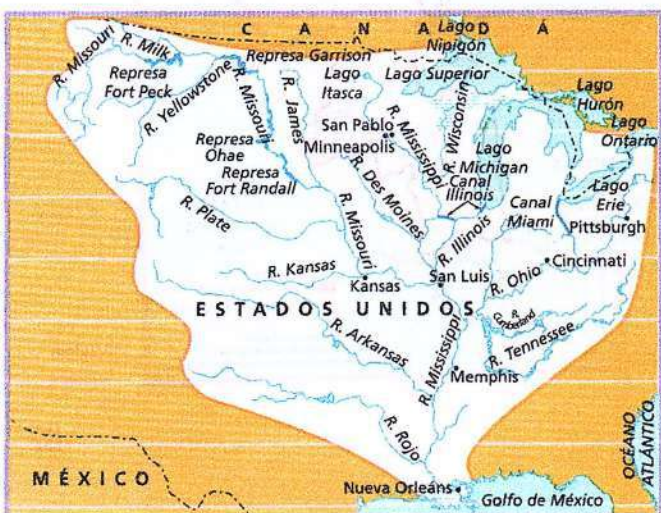 C A N A D Á
Lago
Nipigón
R. Missouri
R. Milk
Represa Garrison
Lago Superior
Represa
Fort Peck
R. Yellowstone
R. Missouri
R. James
Lago
Itasca
San Pablo
Minneapolis
R. Mississippi
R. Wisconsin
Lago
Hurón
Lago
Ontario
Represa
Ohae
Represa
Fort Randall
R. Des Moines
Lago
Michigan
Canal
Illinois
R. Illinois
Canal
Miami
Lago
Erie
Pittsburgh
R. Plate
R. Missouri
R. Kansas
Kansas
San Luis
R. Ohio
Cincinnati
ESTADOS UNIDOS
R.
Cumberland
R. Tennessee
R. Arkansas
R. Mississippi
Memphis
R. Rojo
MÉXICO
Nueva Orleáns
Golfo de México
OCÉANO
ATLÁNTICO